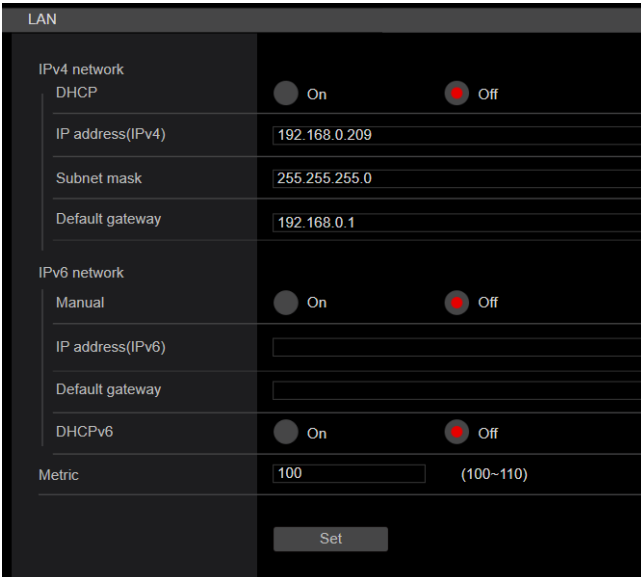 LAN
IPv4 network
DHCP On Off
IP address(IPv4) 192.168.0.209
Subnet mask 255.255.255.0
Default gateway 192.168.0.1
IPv6 network
Manual On Off
IP address(IPv6)
Default gateway
DHCPv6 On Off
Metric 100 (100~110)
Set